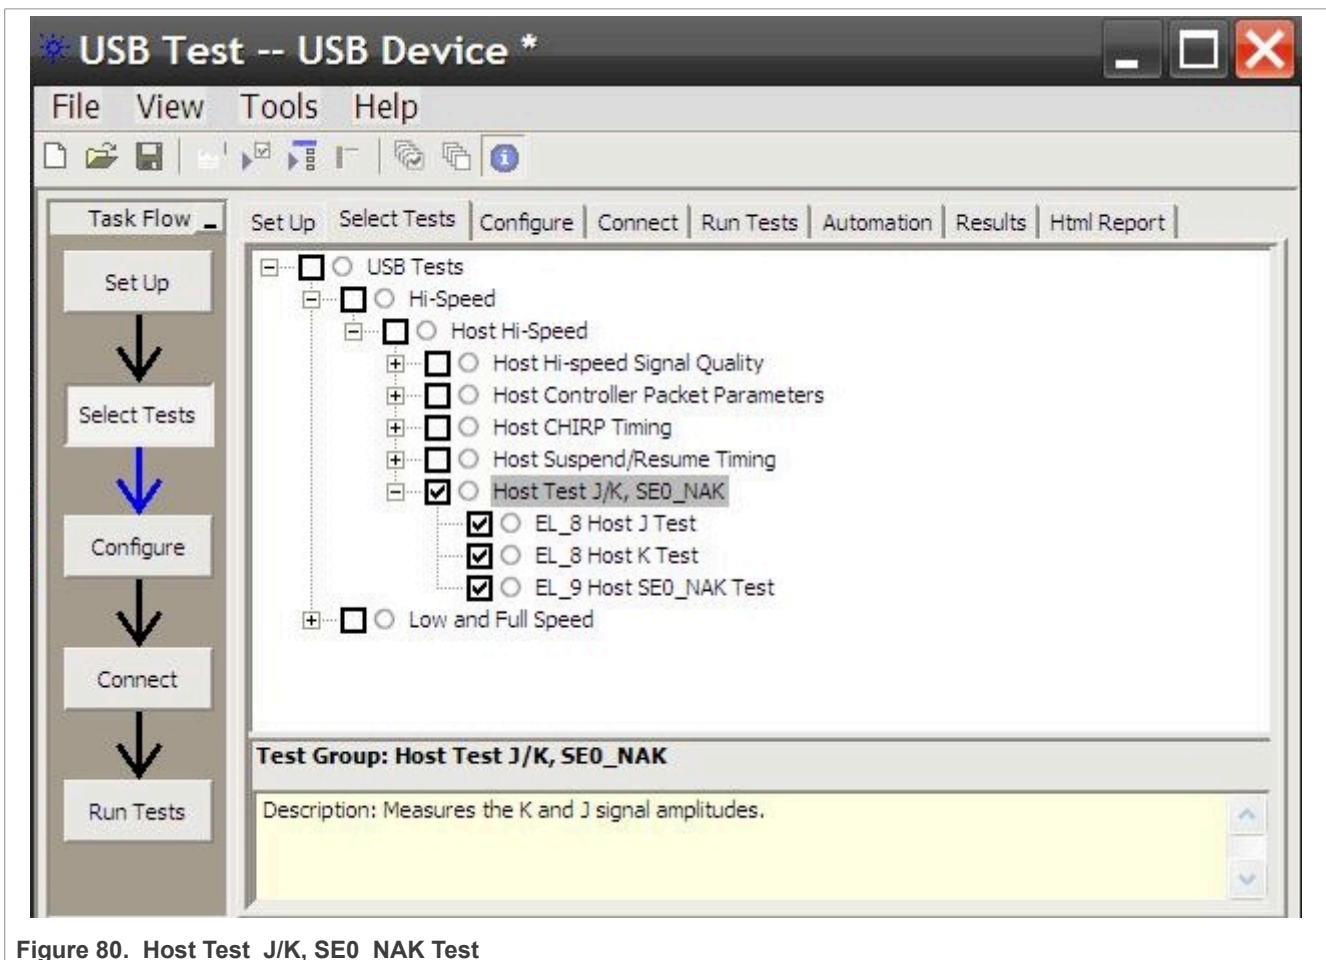 USB Test -- USB Device *
File View Tools Help
Task Flow
Set Up Select Tests Configure Connect Run Tests Automation Results Html Report
Set Up
Select Tests
Configure
Connect
Run Tests
USB Tests
Hi-Speed
Host Hi-Speed
Host Hi-speed Signal Quality
Host Controller Packet Parameters
Host CHIRP Timing
Host Suspend/Resume Timing
Host Test J/K, SE0_NAK
EL_8 Host J Test
EL_8 Host K Test
EL_9 Host SE0_NAK Test
Low and Full Speed
Test Group: Host Test J/K, SE0_NAK
Description: Measures the K and J signal amplitudes.
Figure 80. Host Test J/K, SE0 NAK Test